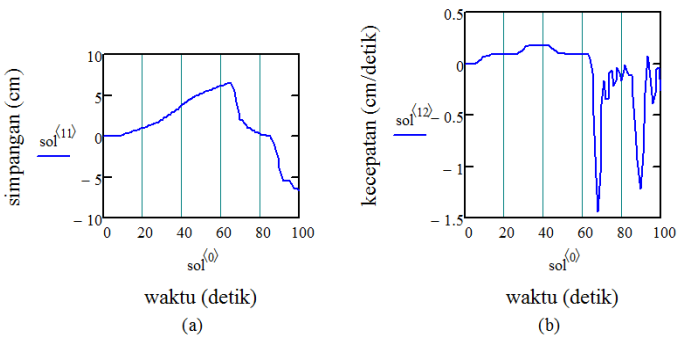 10
5
0
− 5
− 10
simpangan (cm)
sol⟨11⟩
0 20 40 60 80 100
sol⟨0⟩
waktu (detik)
(a)
0.5
0
− 0.5
− 1
− 1.5
kecepatan (cm/detik)
sol⟨12⟩
0 20 40 60 80 100
sol⟨0⟩
waktu (detik)
(b)